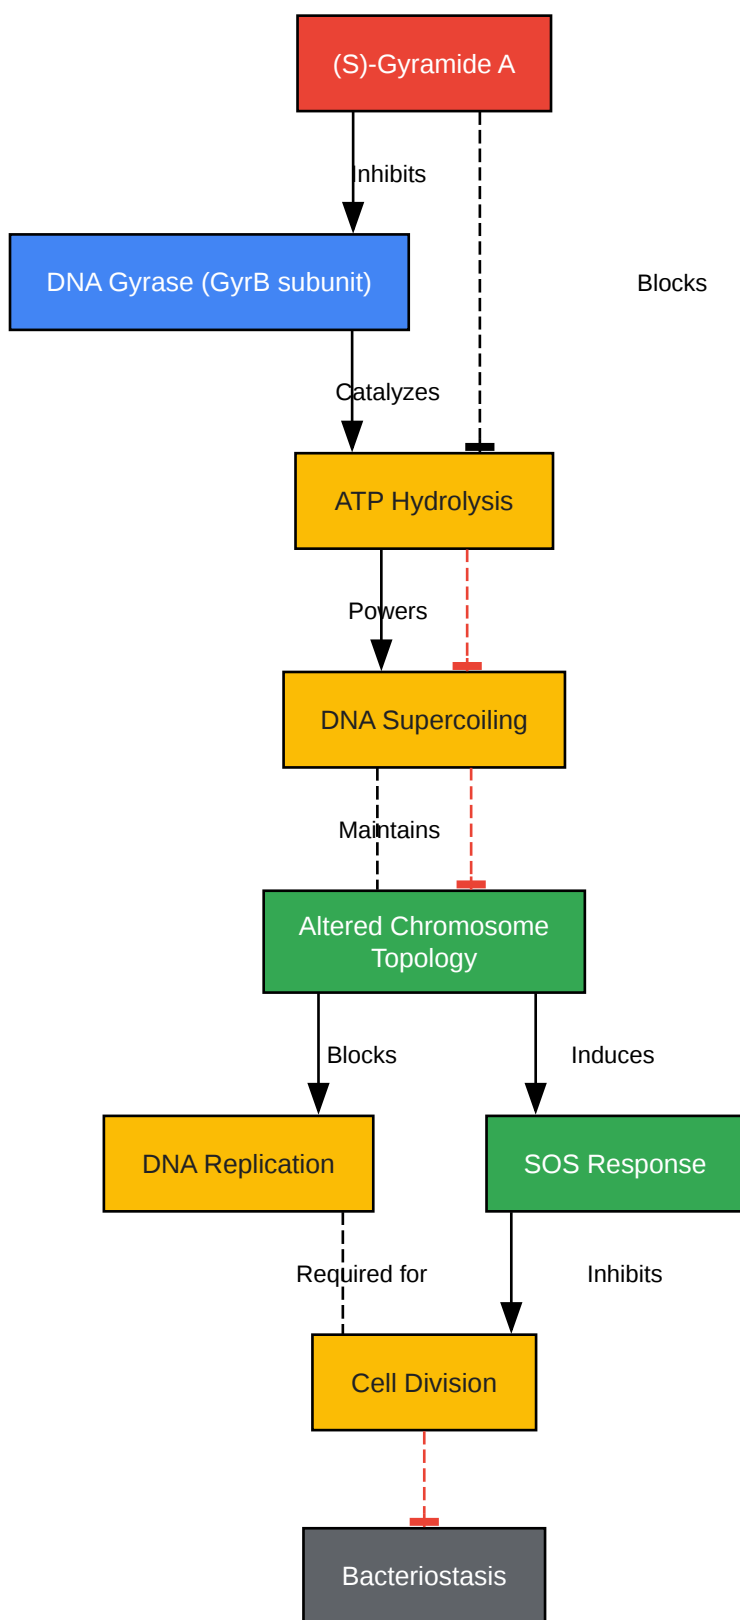 (S)-Gyramide A
Inhibits
DNA Gyrase (GyrB subunit)
Blocks
Catalyzes
ATP Hydrolysis
Powers
DNA Supercoiling
Maintains
Altered Chromosome
Topology
Blocks
Induces
DNA Replication
SOS Response
Required for
Inhibits
Cell Division
Bacteriostasis